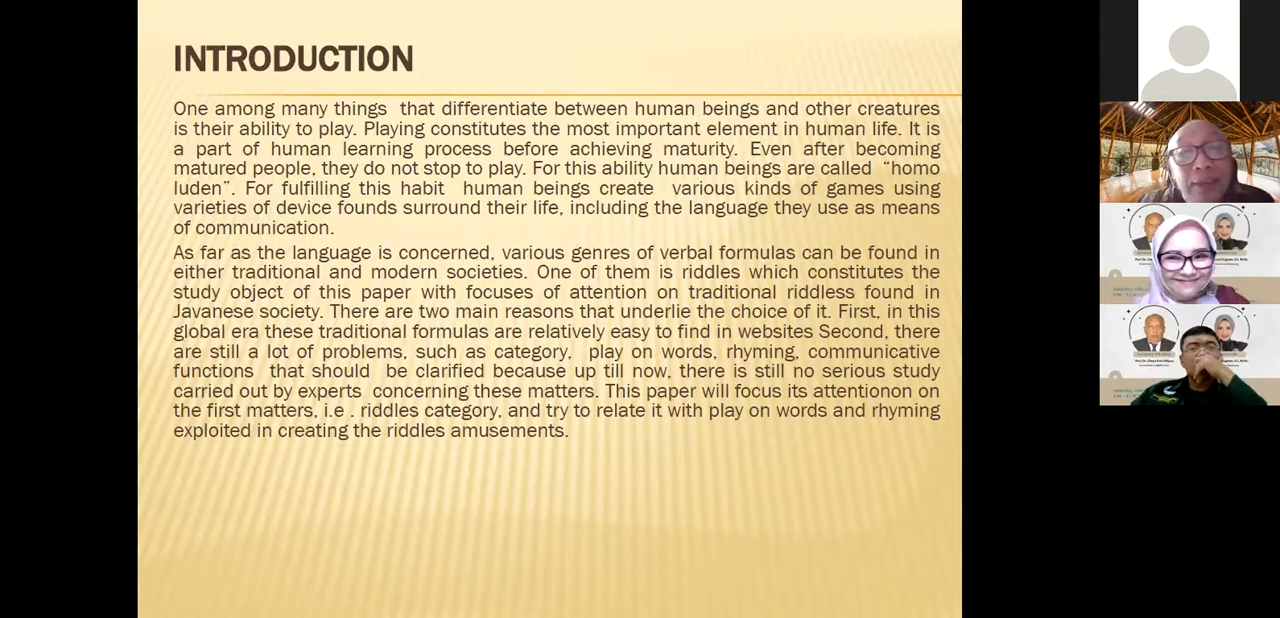 INTRODUCTION
One among many things that differentiate between human beings and other creatures
is their ability to play. Playing constitutes the most important element in human life. It is
a part of human learning process before achieving maturity. Even after becoming
matured people, they do not stop to play. For this ability human beings are called “homo
luden”. For fulfilling this habit human beings create various kinds of games using
varieties of device founds surround their life, including the language they use as means
of communication.
As far as the language is concerned, various genres of verbal formulas can be found in
either traditional and modern societies. One of them is riddles which constitutes the
study object of this paper with focuses of attention on traditional riddless found in
Javanese society. There are two main reasons that underlie the choice of it. First, in this
global era these traditional formulas are relatively easy to find in websites Second, there
are still a lot of problems, such as category, play on words, rhyming, communicative
functions that should be clarified because up till now, there is still no serious study
carried out by experts concerning these matters. This paper will focus its attentionon on
the first matters, i.e . riddles category, and try to relate it with play on words and rhyming
exploited in creating the riddles amusements.